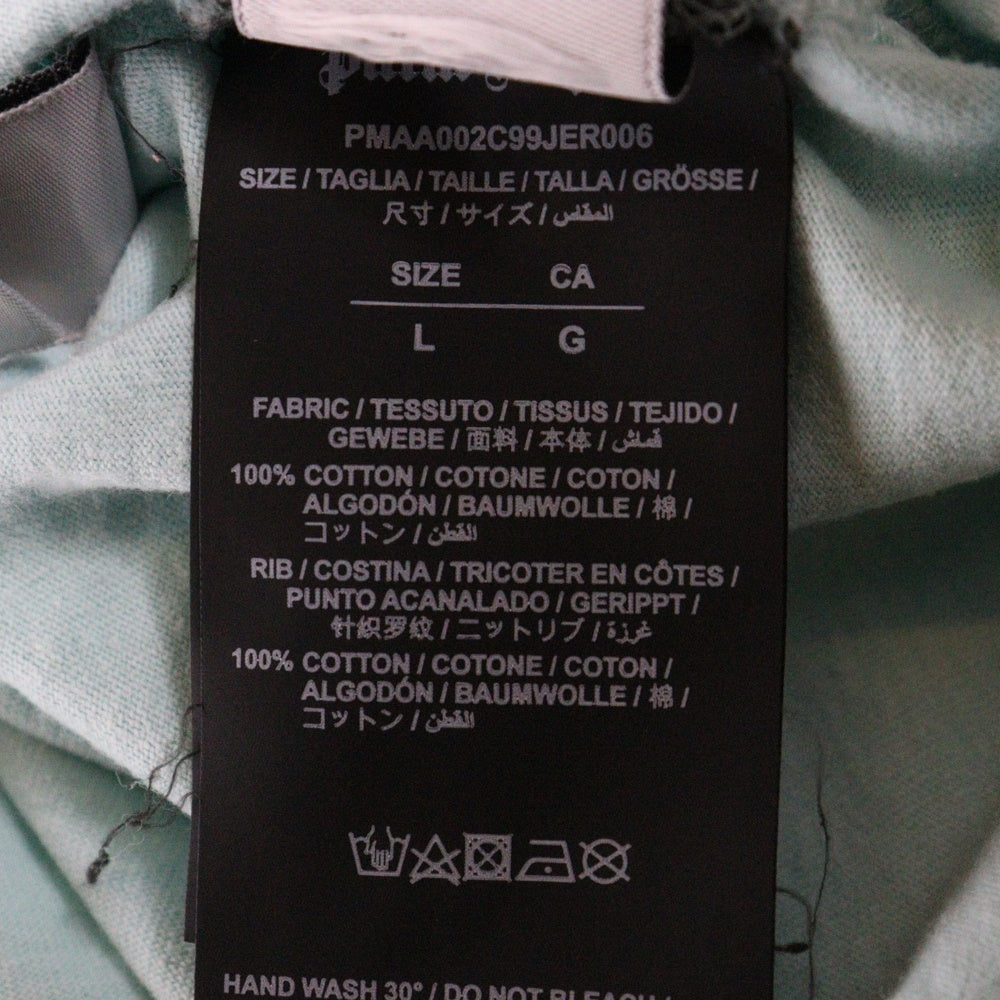 PMAA002C99JER006
SIZE / TAGLIA / TAILLE / TALLA / GRÖSSE /
尺寸 / サイズ / المقاس
SIZE CA
L G
FABRIC / TESSUTO / TISSUS / TEJIDO /
GEWEBE / 面料 / 本体 / قماش
100% COTTON / COTONE / COTON /
ALGODÓN / BAUMWOLLE / 棉 /
コットン / القطن
RIB / COSTINA / TRICOTER EN CÔTES /
PUNTO ACANALADO / GERIPPT /
针织罗纹 / ニットリブ / غرزة
100% COTTON / COTONE / COTON /
ALGODÓN / BAUMWOLLE / 棉 /
コットン / القطن
HAND WASH 30° / DO NOT BLEACH /